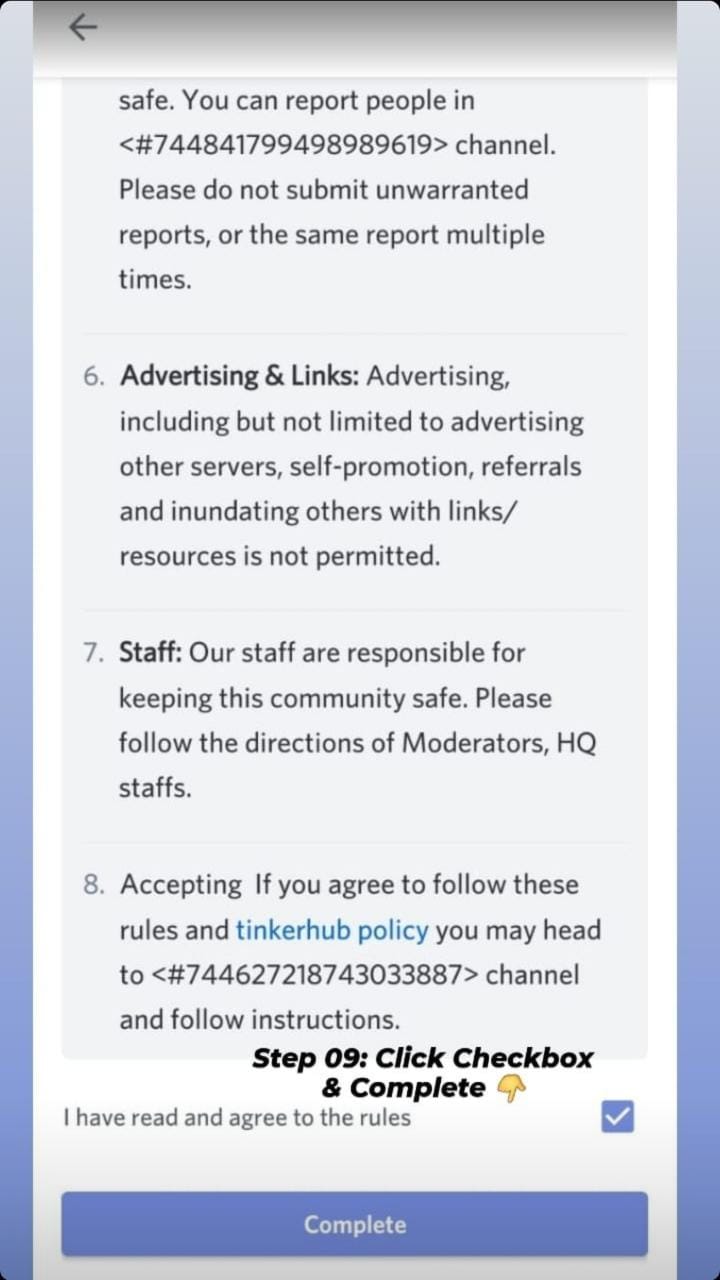 safe. You can report people in
<#744841799498989619> channel.
Please do not submit unwarranted
reports, or the same report multiple
times.
6. Advertising & Links: Advertising,
including but not limited to advertising
other servers, self-promotion, referrals
and inundating others with links/
resources is not permitted.
7. Staff: Our staff are responsible for
keeping this community safe. Please
follow the directions of Moderators, HQ
staffs.
8. Accepting If you agree to follow these
rules and tinkerhub policy you may head
to <#744627218743033887> channel
and follow instructions.
Step 09: Click Checkbox
& Complete 👇
I have read and agree to the rules
Complete